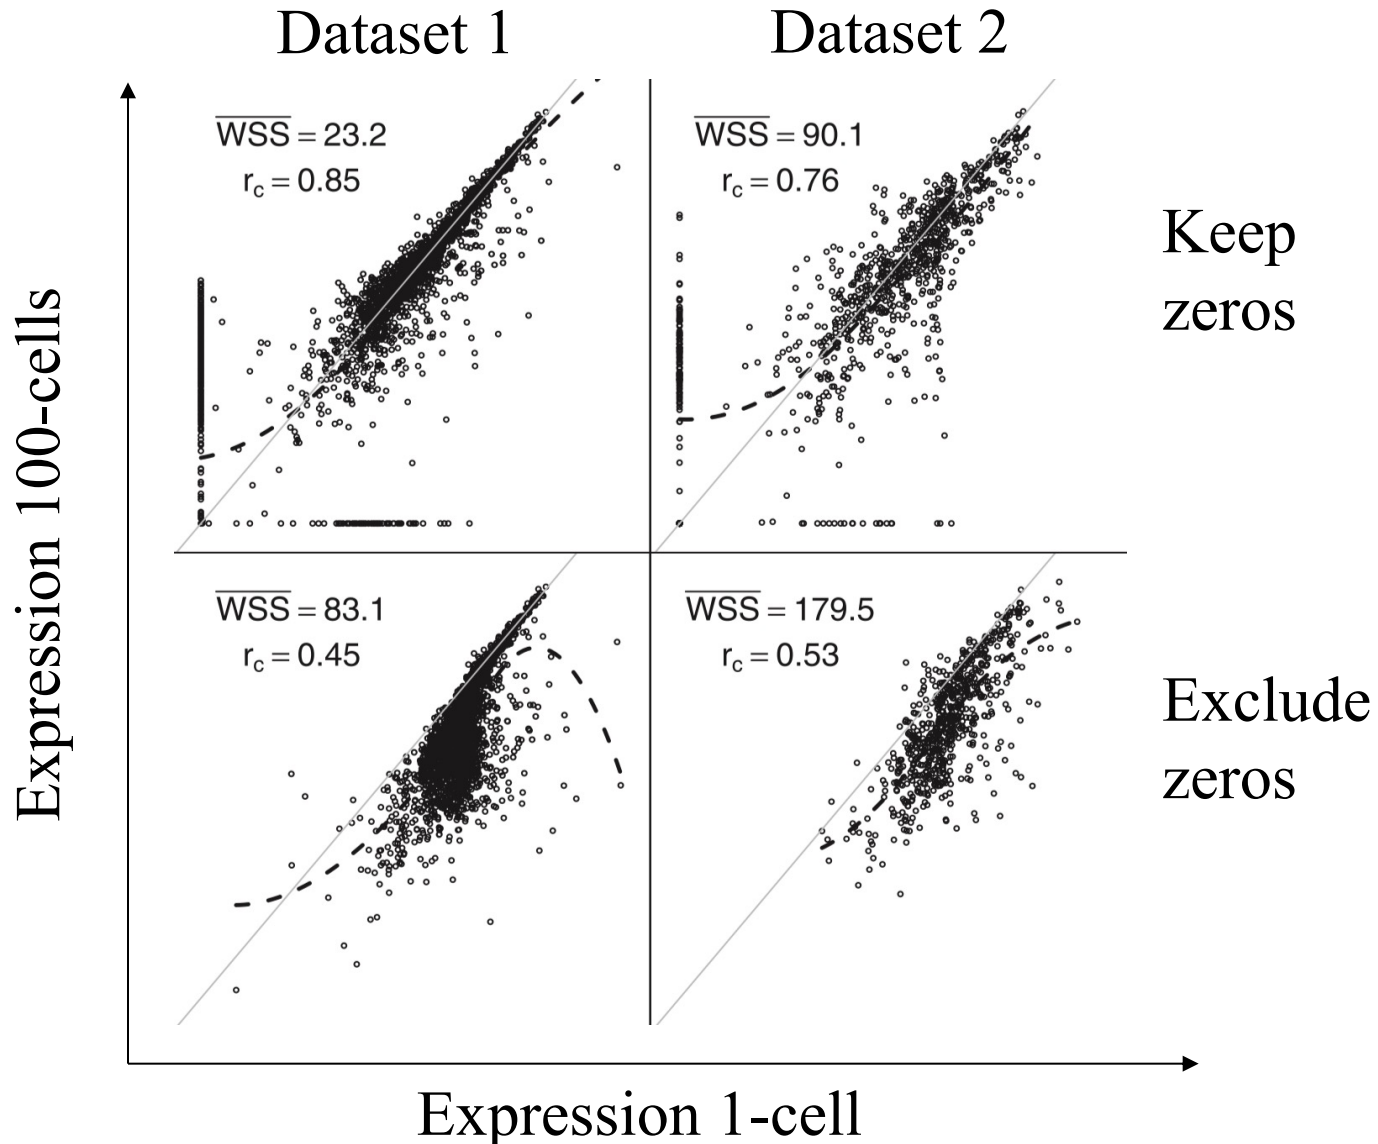 Dataset 1
Dataset 2
WSS = 23.2
r_c = 0.85
WSS = 90.1
r_c = 0.76
Keep
zeros
Expression 100-cells
WSS = 83.1
r_c = 0.45
WSS = 179.5
r_c = 0.53
Exclude
zeros
Expression 1-cell